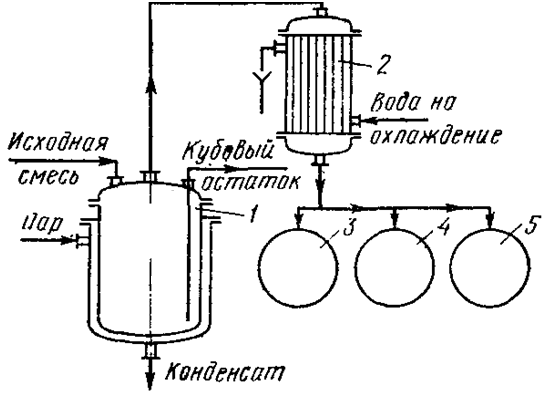 2
Вода на
охлаждение
Исходная
смесь
Кубовый
остаток
1
Пар
3
4
5
Конденсат